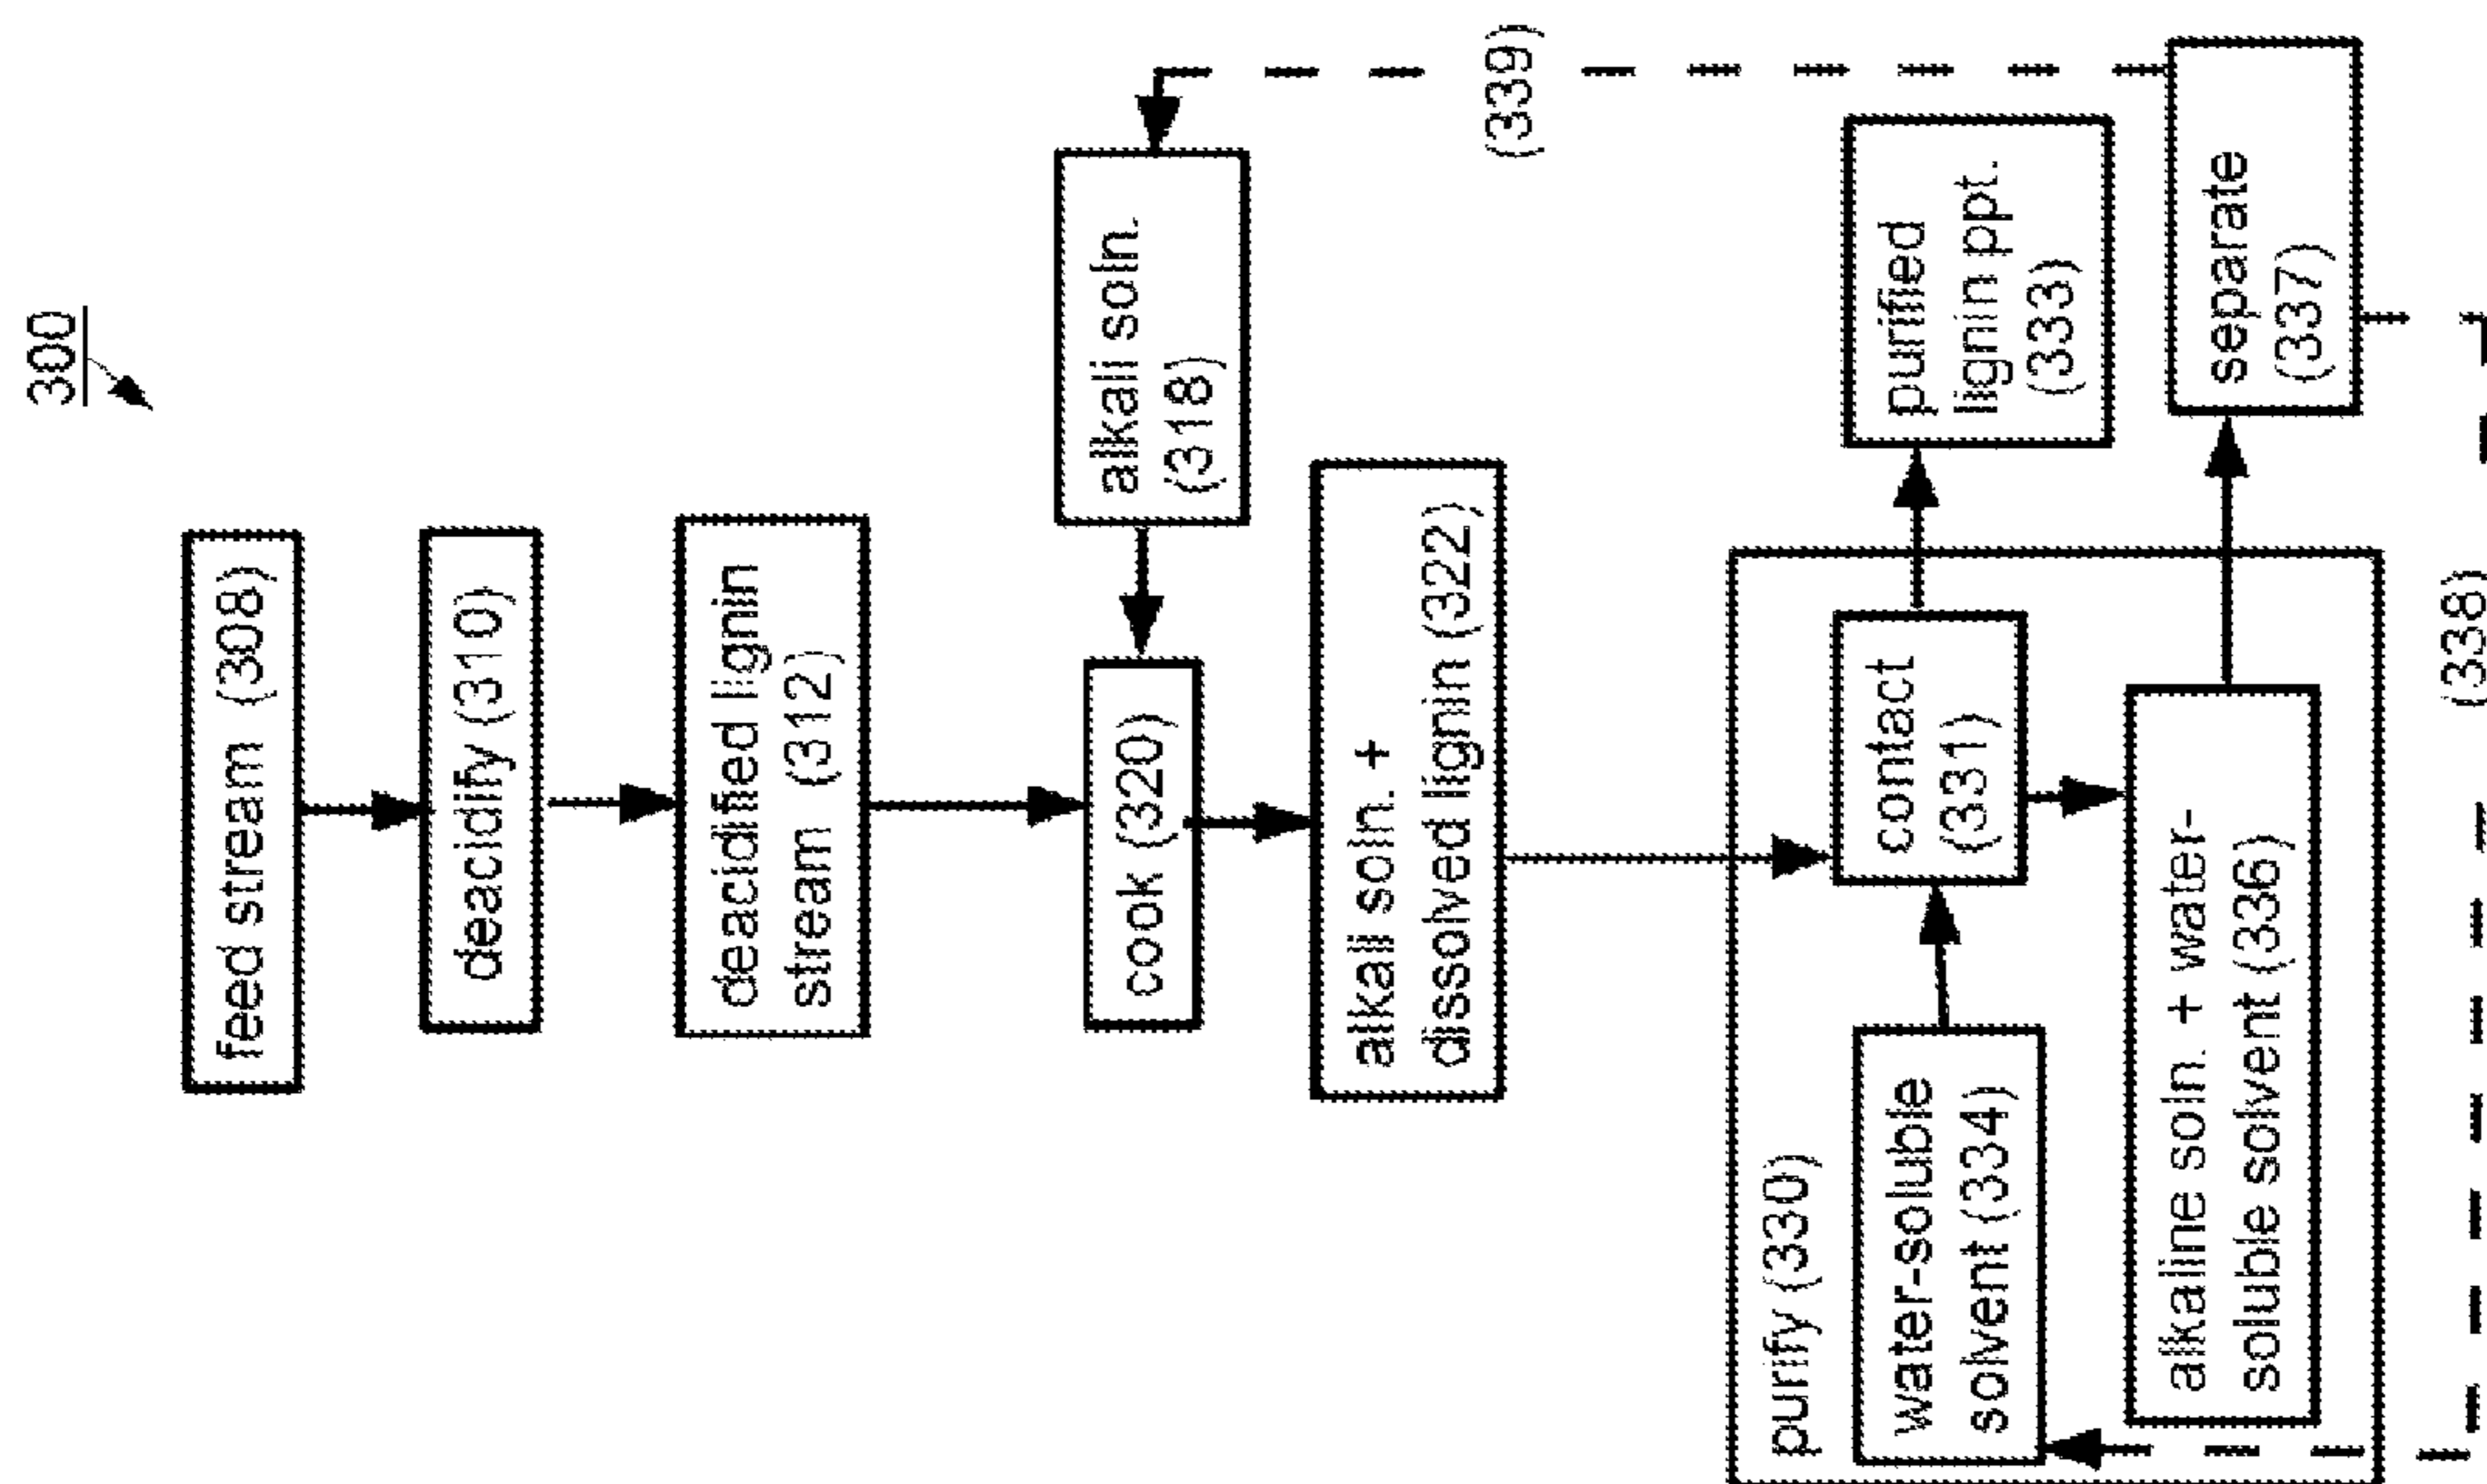 300
feed stream (308)
deacidify (310)
deacidified lignin
stream (312)
alkali soln.
(318)
cook (320)
alkali soln. +
dissolved lignin (322)
(339)
purify (330)
water-soluble
solvent (334)
contact
(331)
purified
lignin ppt.
(333)
alkaline soln. + water-
soluble solvent (336)
separate
(337)
(338)